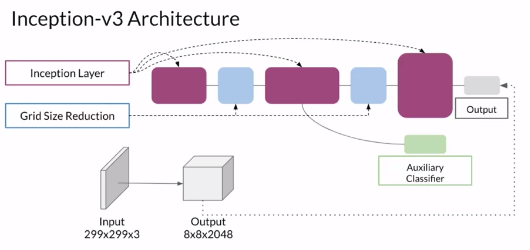 Inception-v3 Architecture
Inception Layer
Grid Size Reduction
Output
Auxiliary
Classifier
Input
299x299x3
Output
8x8x2048